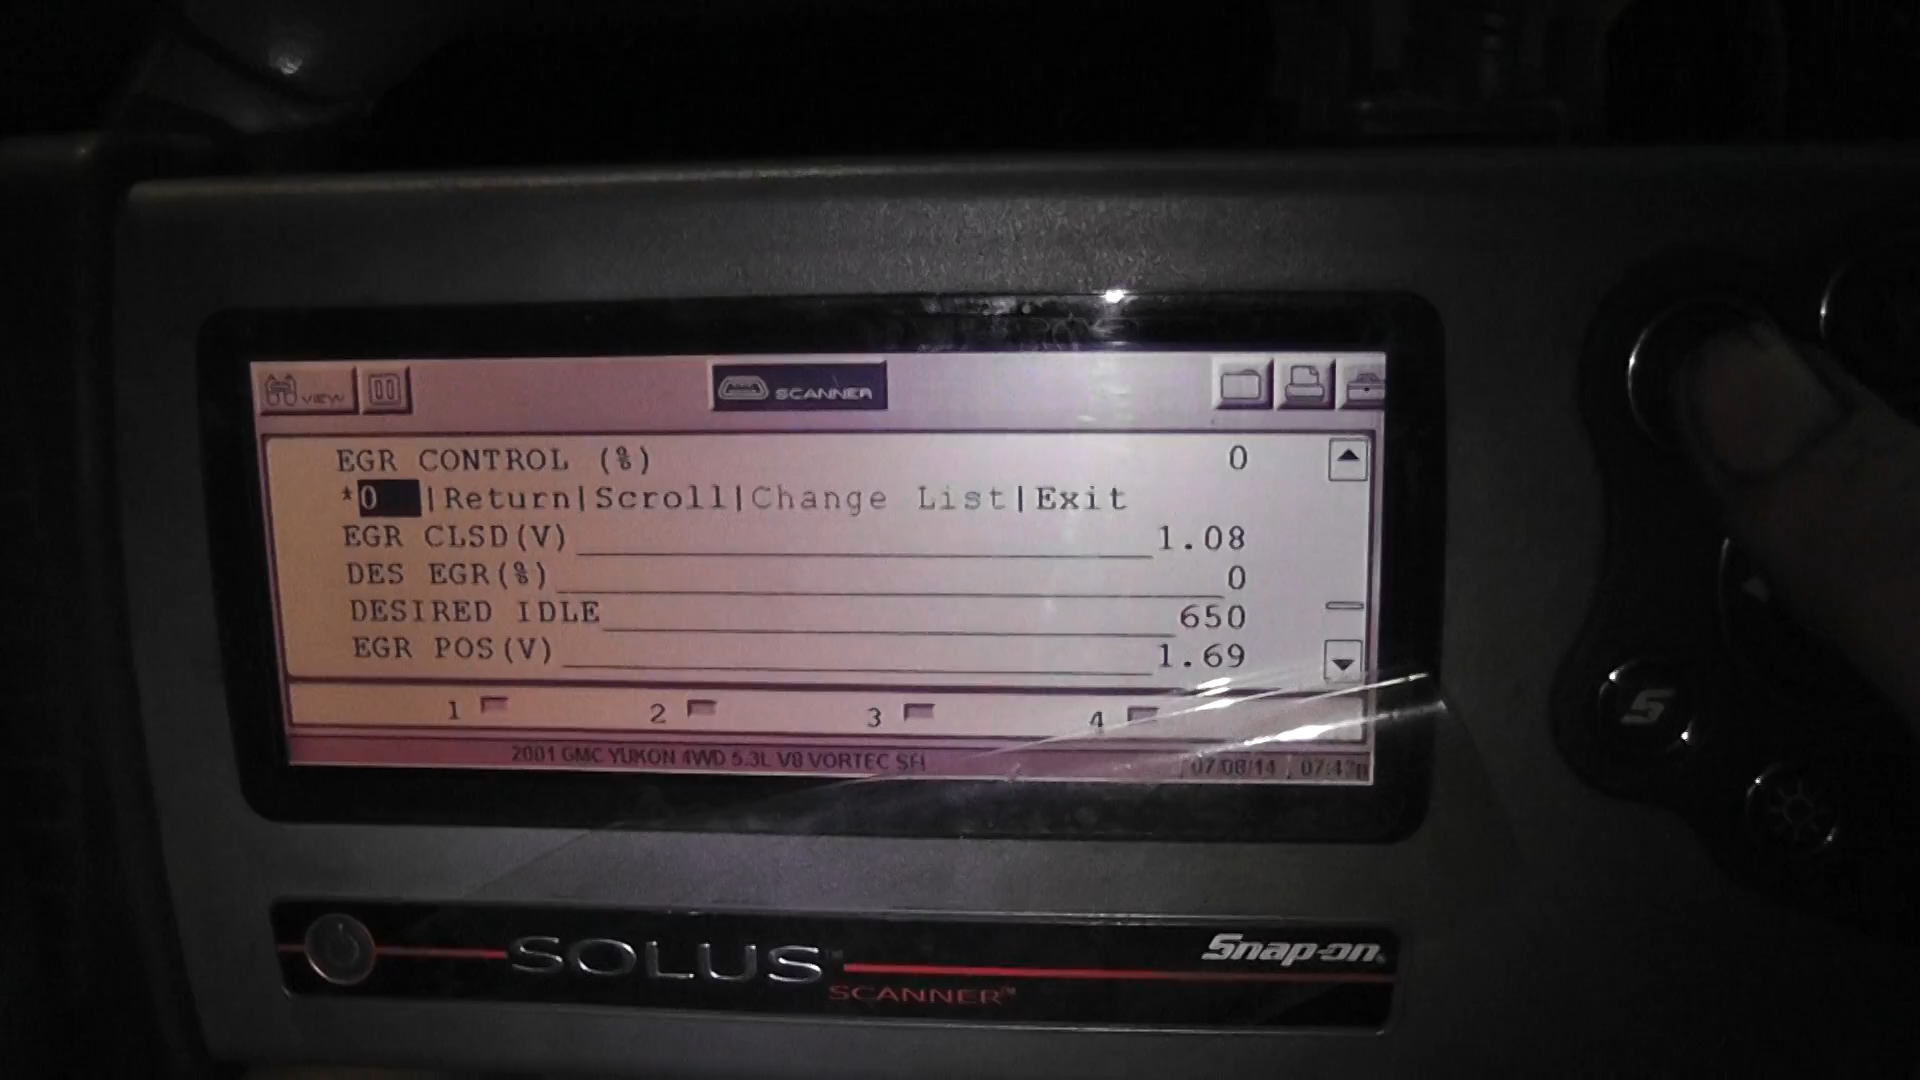 VIEW
SCANNER
EGR CONTROL (%) 0
*0 |Return|Scroll|Change List|Exit
EGR CLSD(V) 1.08
DES EGR(%) 0
DESIRED IDLE 650
EGR POS(V) 1.69
1 2 3 4
2001 GMC YUKON 4WD 5.3L V8 VORTEC SFI 07/08/14
S
SOLUS™ Snap-on®
SCANNER™